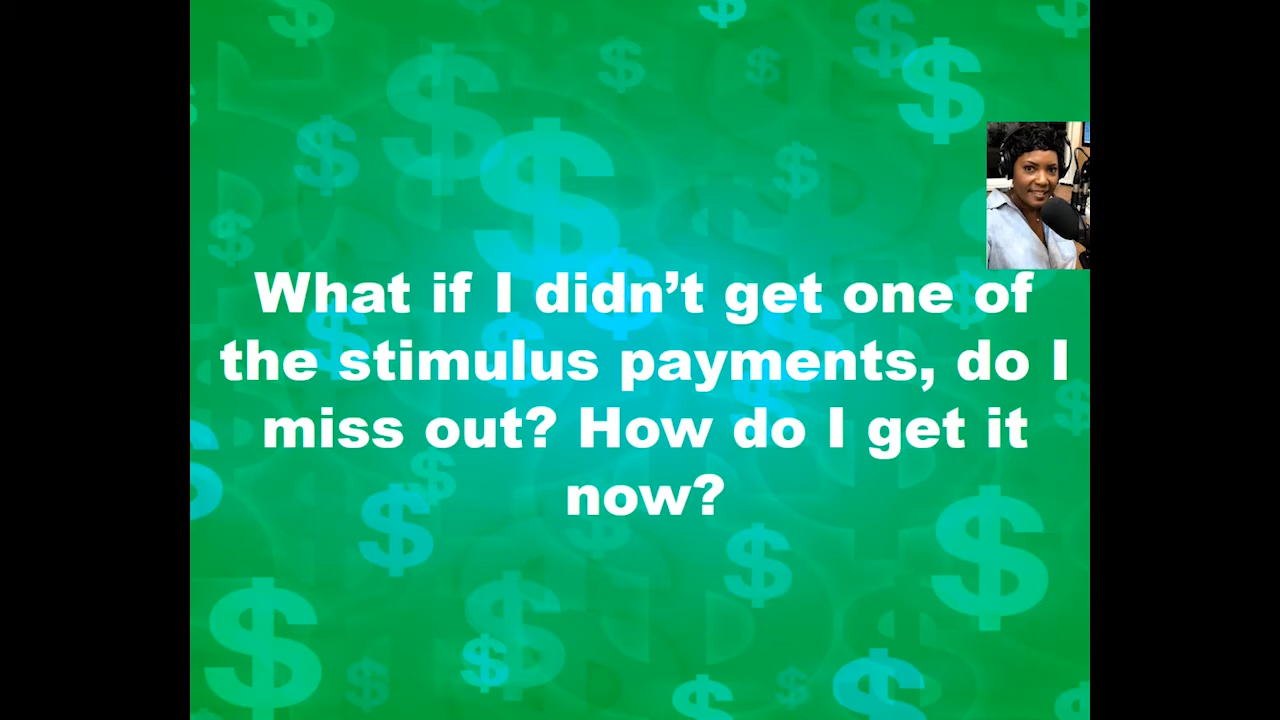 What if I didn’t get one of
the stimulus payments, do I
miss out? How do I get it
now?